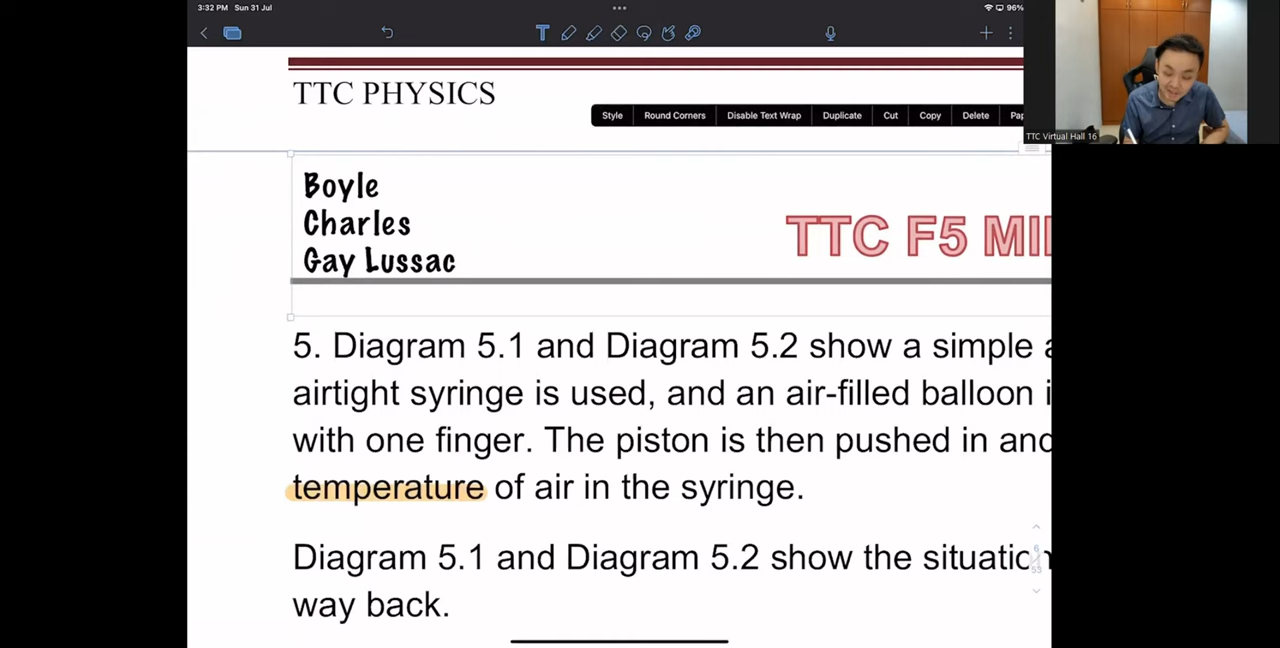 3:32 PM Sun 31 Jul
96%
TTC PHYSICS
Style Round Corners Disable Text Wrap Duplicate Cut Copy Delete
TTC Virtual Hall 16
Boyle
Charles
Gay Lussac
TTC F5
5. Diagram 5.1 and Diagram 5.2 show a simple
airtight syringe is used, and an air-filled balloon
with one finger. The piston is then pushed in and
temperature of air in the syringe.
Diagram 5.1 and Diagram 5.2 show the situation
way back.
6
53